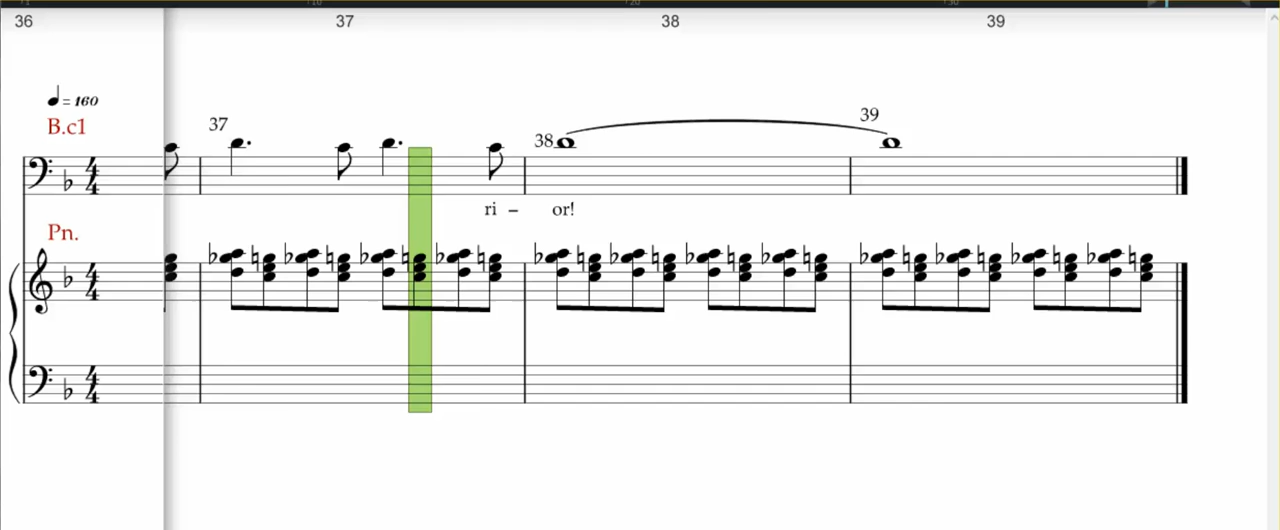 36 37 38 39
= 160
B.c1
37 38 39
ri – or!
Pn.